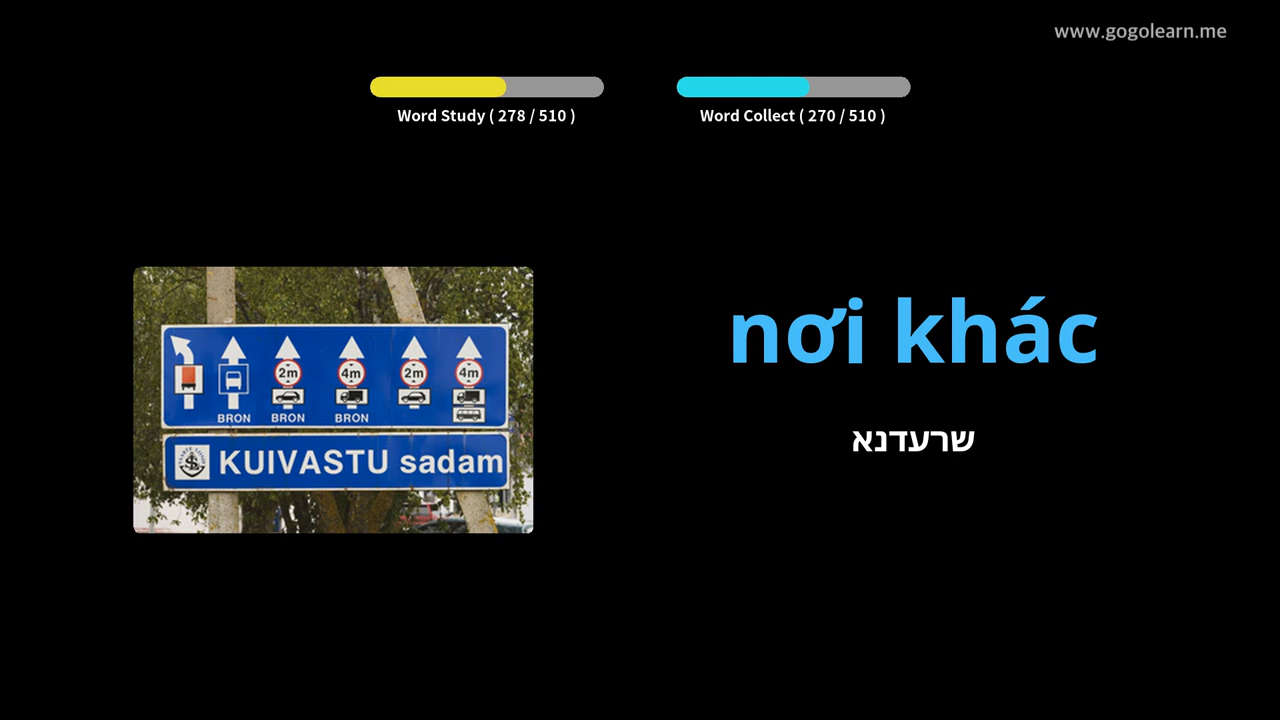 www.gogolearn.me
Word Study ( 278 / 510 )
Word Collect ( 270 / 510 )
2m 4m 2m 4m
BRON BRON BRON
KUIVASTU sadam
nơi khác
שרעדנא